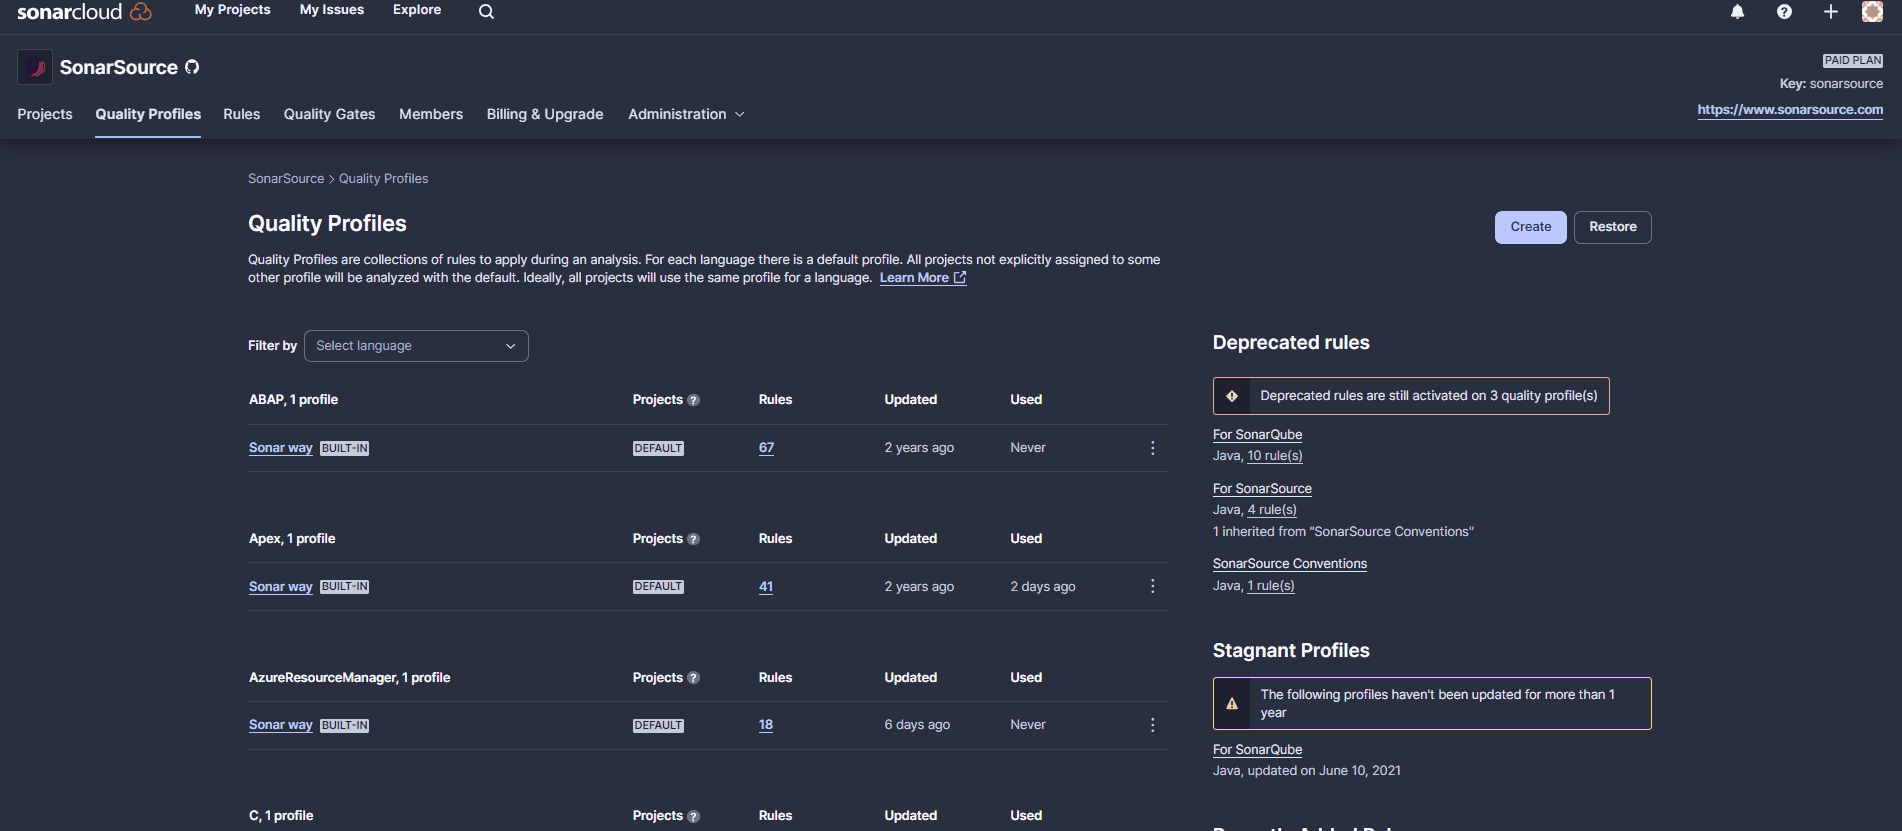 sonarcloud
My Projects
My Issues
Explore
SonarSource
PAID PLAN
Key: sonarsource
https://www.sonarsource.com
Projects
Quality Profiles
Rules
Quality Gates
Members
Billing & Upgrade
Administration
SonarSource > Quality Profiles
Quality Profiles
Create
Restore
Quality Profiles are collections of rules to apply during an analysis. For each language there is a default profile. All projects not explicitly assigned to some
other profile will be analyzed with the default. Ideally, all projects will use the same profile for a language. Learn More
Filter by
Select language
ABAP, 1 profile Projects ? Rules Updated Used
Sonar way BUILT-IN DEFAULT 67 2 years ago Never
Apex, 1 profile Projects ? Rules Updated Used
Sonar way BUILT-IN DEFAULT 41 2 years ago 2 days ago
AzureResourceManager, 1 profile Projects ? Rules Updated Used
Sonar way BUILT-IN DEFAULT 18 6 days ago Never
C, 1 profile Projects ? Rules Updated Used
Deprecated rules
Deprecated rules are still activated on 3 quality profile(s)
For SonarQube
Java, 10 rule(s)
For SonarSource
Java, 4 rule(s)
1 inherited from "SonarSource Conventions"
SonarSource Conventions
Java, 1 rule(s)
Stagnant Profiles
The following profiles haven't been updated for more than 1
year
For SonarQube
Java, updated on June 10, 2021